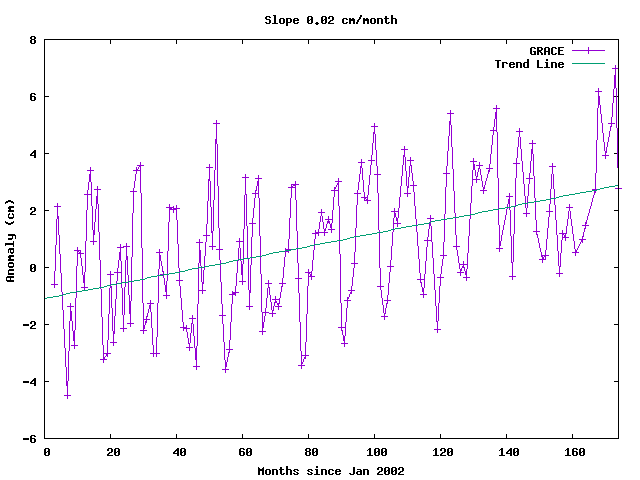 Slope 0.02 cm/month
GRACE
Trend Line
8
6
4
2
0
-2
-4
-6
Anomaly (cm)
0 20 40 60 80 100 120 140 160
Months since Jan 2002